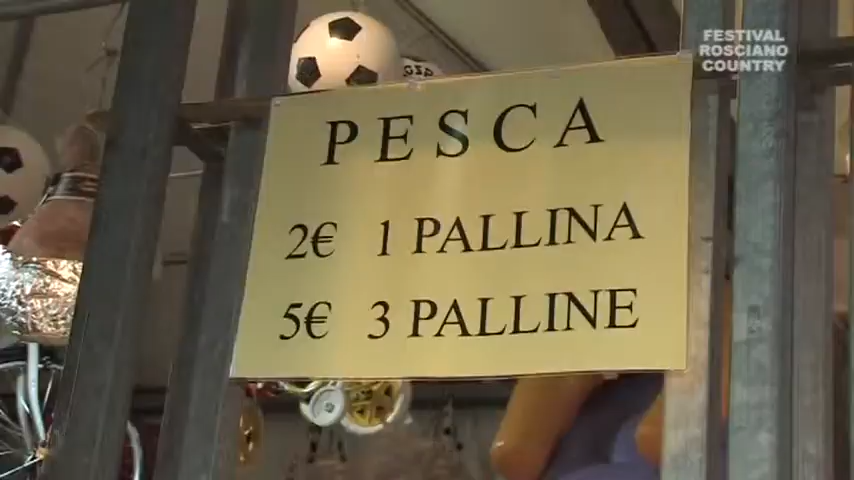 FESTIVAL
ROSCIANO
COUNTRY
PESCA
2€ 1 PALLINA
5€ 3 PALLINE